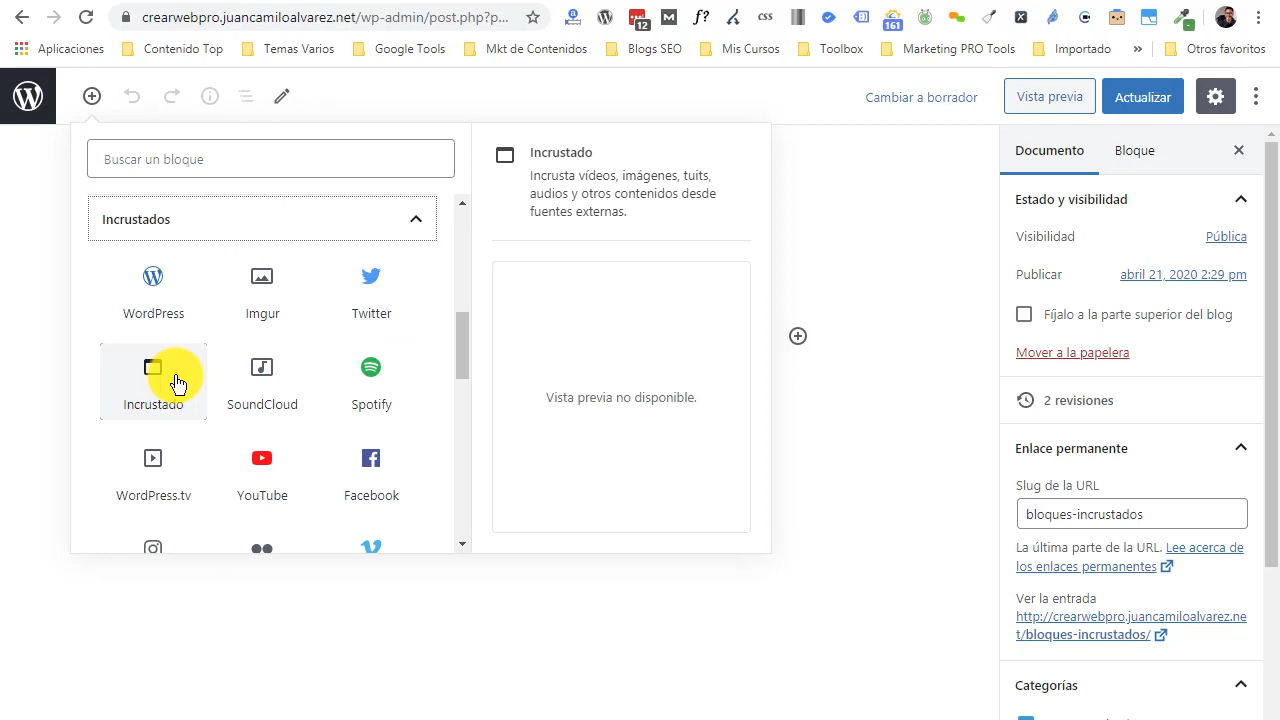 crearwebpro.juancamiloalvarez.net/wp-admin/post.php?p...
12
f?
css
161
Aplicaciones
Contenido Top
Temas Varios
Google Tools
Mkt de Contenidos
Blogs SEO
Mis Cursos
Toolbox
Marketing PRO Tools
Importado
»
Otros favoritos
Cambiar a borrador
Vista previa
Actualizar
Buscar un bloque
Incrustados
WordPress
Imgur
Twitter
Incrustado
SoundCloud
Spotify
WordPress.tv
YouTube
Facebook
Incrustado
Incrusta vídeos, imágenes, tuits,
audios y otros contenidos desde
fuentes externas.
Vista previa no disponible.
Documento
Bloque
Estado y visibilidad
Visibilidad
Pública
Publicar
abril 21, 2020 2:29 pm
Fíjalo a la parte superior del blog
Mover a la papelera
2 revisiones
Enlace permanente
Slug de la URL
bloques-incrustados
La última parte de la URL. Lee acerca de
los enlaces permanentes
Ver la entrada
http://crearwebpro.juancamiloalvarez.ne
t/bloques-incrustados/
Categorías